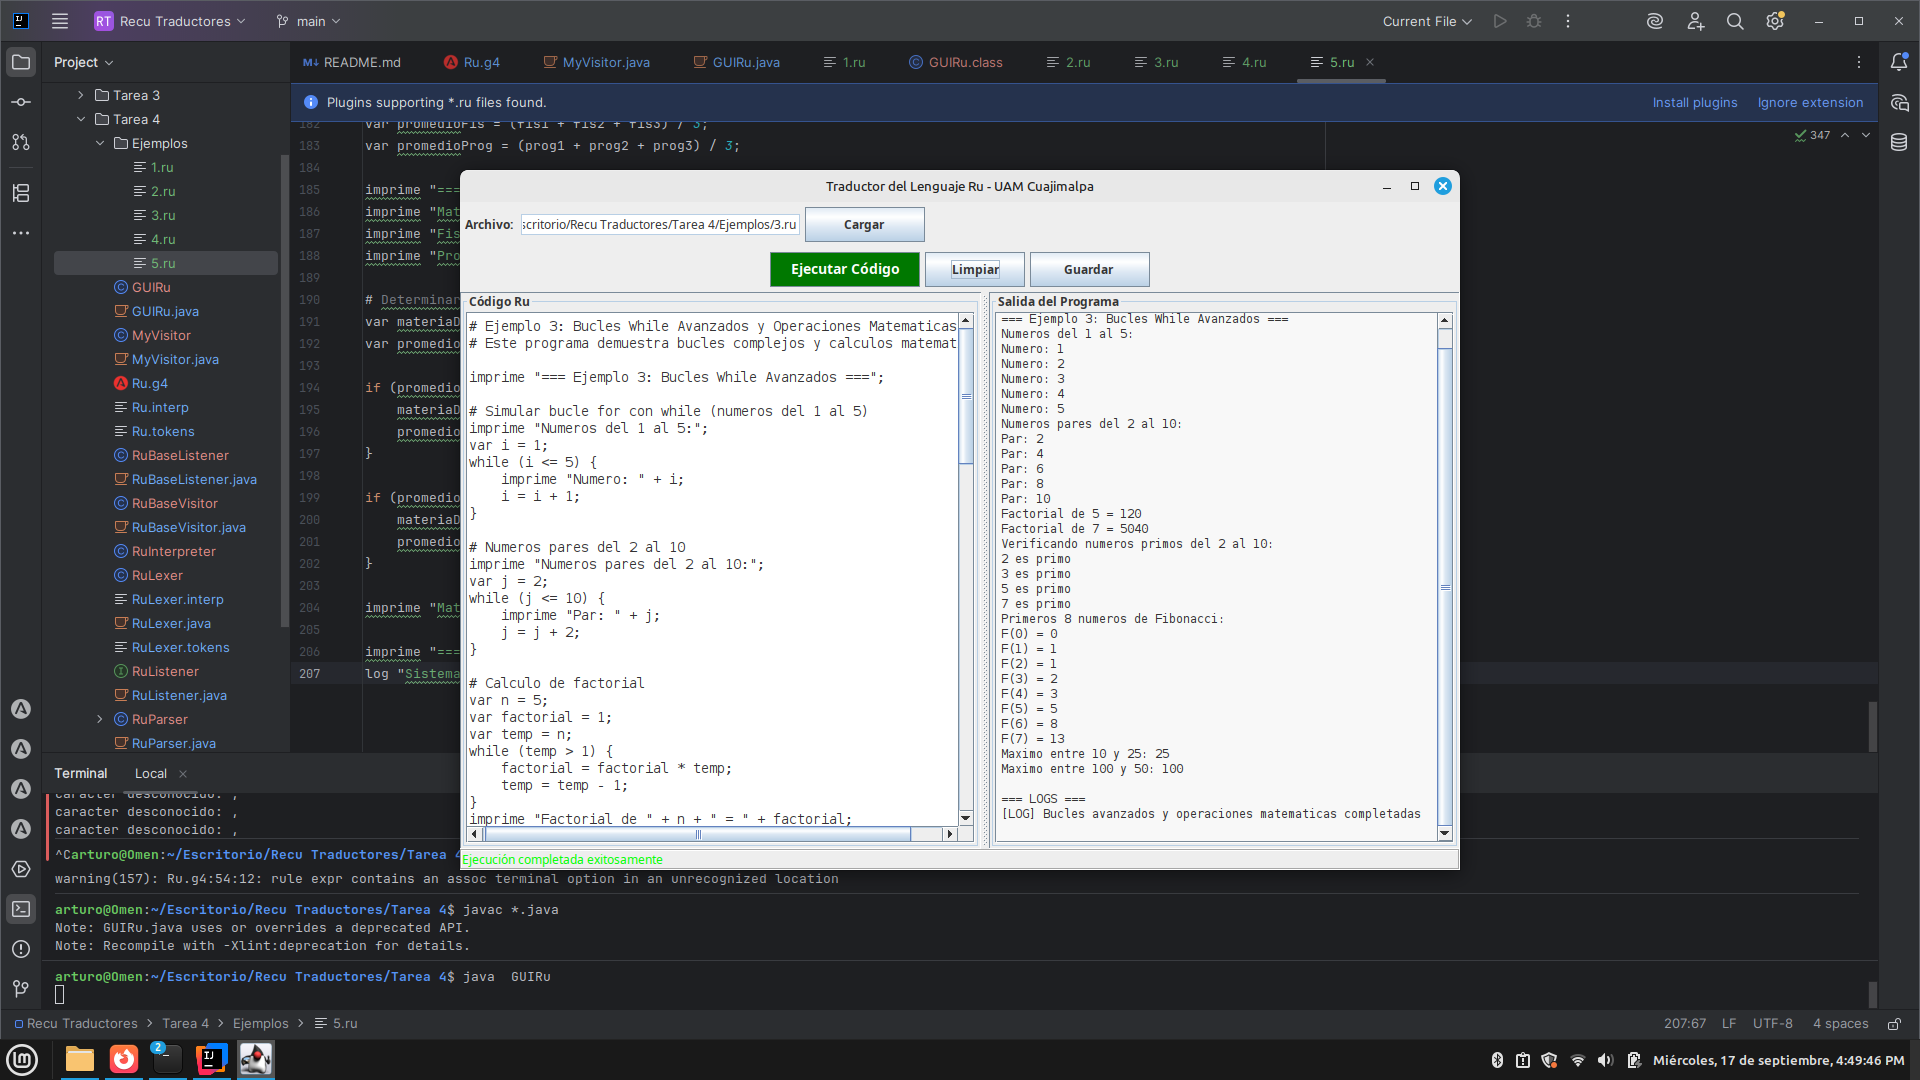 RT Recu Traductores
main
Current File
Project
README.md
Ru.g4
MyVisitor.java
GUIRu.java
1.ru
GUIRu.class
2.ru
3.ru
4.ru
5.ru
Plugins supporting *.ru files found.
Install plugins
Ignore extension
347
Tarea 3
Tarea 4
Ejemplos
1.ru
2.ru
3.ru
4.ru
5.ru
GUIRu
GUIRu.java
MyVisitor
MyVisitor.java
Ru.g4
Ru.interp
Ru.tokens
RuBaseListener
RuBaseListener.java
RuBaseVisitor
RuBaseVisitor.java
RuInterpreter
RuLexer
RuLexer.interp
RuLexer.java
RuLexer.tokens
RuListener
RuListener.java
RuParser
RuParser.java
182 var promedioFis = (fis1 + fis2 + fis3) / 3;
183 var promedioProg = (prog1 + prog2 + prog3) / 3;
184
185 imprime "===
186 imprime "Mat
187 imprime "Fis
188 imprime "Pro
189
190 # Determinar
191 var materiaD
192 var promedio
193
194 if (promedio
195 materiaD
196 promedio
197 }
198
199 if (promedio
200 materiaD
201 promedio
202 }
203
204 imprime "Mat
205
206 imprime "===
207 log "Sistema
Traductor del Lenguaje Ru - UAM Cuajimalpa
Archivo:
scritorio/Recu Traductores/Tarea 4/Ejemplos/3.ru
Cargar
Ejecutar Código
Limpiar
Guardar
Código Ru
# Ejemplo 3: Bucles While Avanzados y Operaciones Matematicas
# Este programa demuestra bucles complejos y calculos matemat
imprime "=== Ejemplo 3: Bucles While Avanzados ===";
# Simular bucle for con while (numeros del 1 al 5)
imprime "Numeros del 1 al 5:";
var i = 1;
while (i <= 5) {
imprime "Numero: " + i;
i = i + 1;
}
# Numeros pares del 2 al 10
imprime "Numeros pares del 2 al 10:";
var j = 2;
while (j <= 10) {
imprime "Par: " + j;
j = j + 2;
}
# Calculo de factorial
var n = 5;
var factorial = 1;
var temp = n;
while (temp > 1) {
factorial = factorial * temp;
temp = temp - 1;
}
imprime "Factorial de " + n + " = " + factorial;
Salida del Programa
=== Ejemplo 3: Bucles While Avanzados ===
Numeros del 1 al 5:
Numero: 1
Numero: 2
Numero: 3
Numero: 4
Numero: 5
Numeros pares del 2 al 10:
Par: 2
Par: 4
Par: 6
Par: 8
Par: 10
Factorial de 5 = 120
Factorial de 7 = 5040
Verificando numeros primos del 2 al 10:
2 es primo
3 es primo
5 es primo
7 es primo
Primeros 8 numeros de Fibonacci:
F(0) = 0
F(1) = 1
F(2) = 1
F(3) = 2
F(4) = 3
F(5) = 5
F(6) = 8
F(7) = 13
Maximo entre 10 y 25: 25
Maximo entre 100 y 50: 100
=== LOGS ===
[LOG] Bucles avanzados y operaciones matematicas completadas
Ejecución completada exitosamente
Terminal
Local
caracter desconocido: ,
caracter desconocido: ,
caracter desconocido: ,
^Carturo@Omen:~/Escritorio/Recu Traductores/Tarea 4
warning(157): Ru.g4:54:12: rule expr contains an assoc terminal option in an unrecognized location
arturo@Omen:~/Escritorio/Recu Traductores/Tarea 4$ javac *.java
Note: GUIRu.java uses or overrides a deprecated API.
Note: Recompile with -Xlint:deprecation for details.
arturo@Omen:~/Escritorio/Recu Traductores/Tarea 4$ java  GUIRu
Recu Traductores > Tarea 4 > Ejemplos > 5.ru
207:67
LF
UTF-8
4 spaces
2
Miércoles, 17 de septiembre, 4:49:46 PM